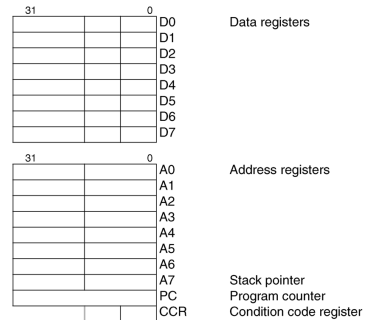 31 0
D0 Data registers
D1
D2
D3
D4
D5
D6
D7
31 0
A0 Address registers
A1
A2
A3
A4
A5
A6
A7 Stack pointer
PC Program counter
CCR Condition code register